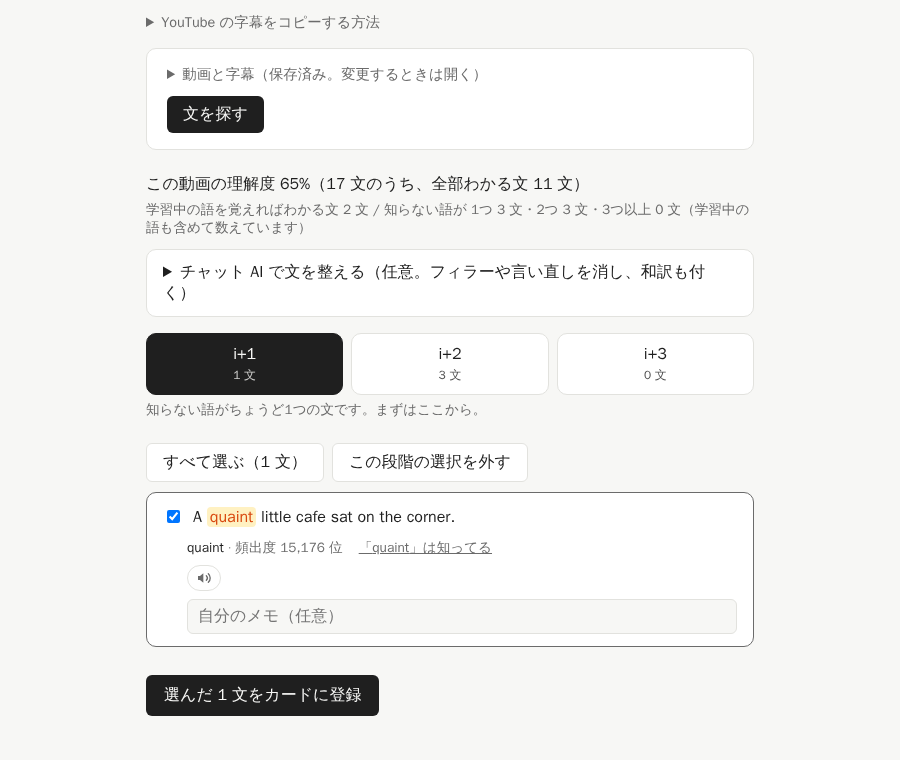 ▶ YouTube の字幕をコピーする方法
▶ 動画と字幕（保存済み。変更するときは開く）
文を探す
この動画の理解度 65%（17 文のうち、全部わかる文 11 文）
学習中の語を覚えればわかる文 2 文 / 知らない語が 1つ 3 文・2つ 3 文・3つ以上 0 文（学習中の
語も含めて数えています）
▶ チャット AI で文を整える（任意。フィラーや言い直しを消し、和訳も付
く）
i+1
1 文
i+2
3 文
i+3
0 文
知らない語がちょうど1つの文です。まずはここから。
すべて選ぶ（1 文）
この段階の選択を外す
A quaint little cafe sat on the corner.
quaint · 頻出度 15,176 位 「quaint」は知ってる
自分のメモ（任意）
選んだ 1 文をカードに登録